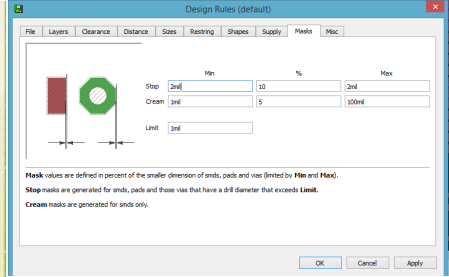 Design Rules (default)
File Layers Clearance Distance Sizes Restring Shapes Supply Masks Misc
Min % Max
Stop 2mil 10 2mil
Cream 1mil 5 100mil
Limit 1mil
Mask values are defined in percent of the smaller dimension of smds, pads and vias (limited by Min and Max).
Stop masks are generated for smds, pads and those vias that have a drill diameter that exceeds Limit.
Cream masks are generated for smds only.
OK Cancel Apply